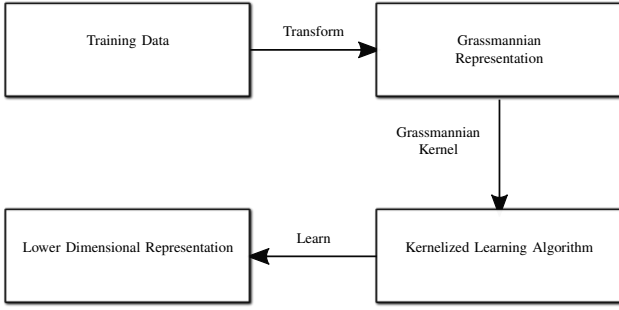 Training Data
Transform
Grassmannian
Representation
Grassmannian
Kernel
Lower Dimensional Representation
Learn
Kernelized Learning Algorithm